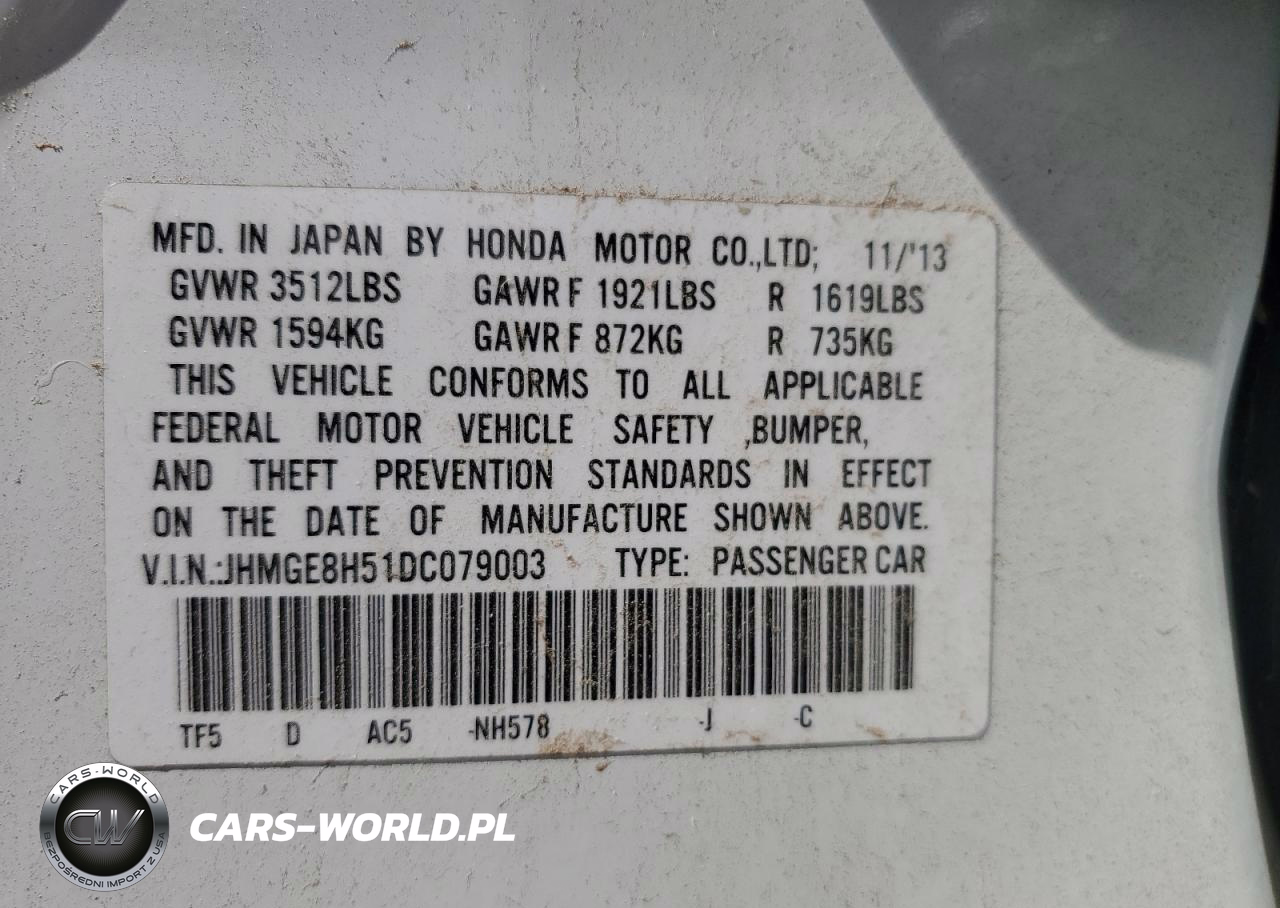 MFD. IN JAPAN BY HONDA MOTOR CO.,LTD; 11/'13
GVWR 3512LBS GAWR F 1921LBS R 1619LBS
GVWR 1594KG GAWR F 872KG R 735KG
THIS VEHICLE CONFORMS TO ALL APPLICABLE
FEDERAL MOTOR VEHICLE SAFETY ,BUMPER,
AND THEFT PREVENTION STANDARDS IN EFFECT
ON THE DATE OF MANUFACTURE SHOWN ABOVE.
V.I.N.:JHMGE8H51DC079003 TYPE: PASSENGER CAR
TF5 D AC5 -NH578 -J -C
CARS-WORLD
CW
BEZPOŚREDNI IMPORT Z USA
CARS-WORLD.PL